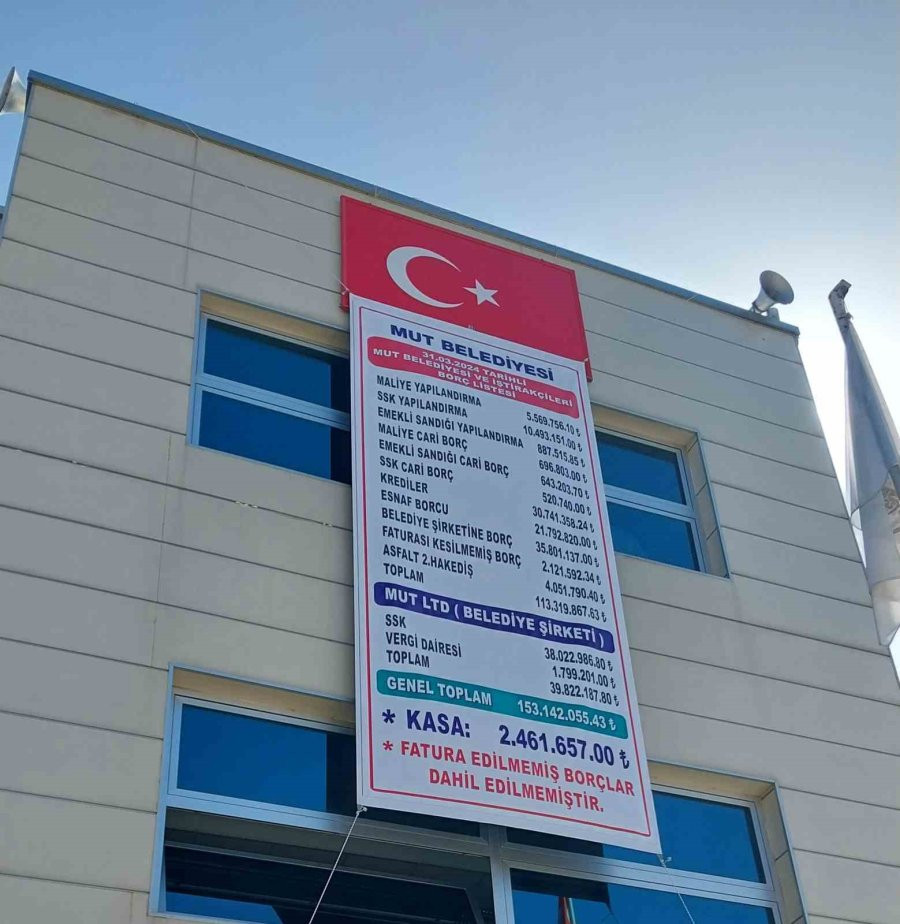 MUT BELEDİYESİ
31.03.2024 TARİHLİ
MUT BELEDİYESİ VE İŞTİRAKÇİLERİ
BORÇ LİSTESİ
MALİYE YAPILANDIRMA 5.569.756.10 ₺
SSK YAPILANDIRMA 10.493.151.00 ₺
EMEKLİ SANDIĞI YAPILANDIRMA 887.515.85 ₺
MALİYE CARİ BORÇ 696.803.00 ₺
EMEKLİ SANDIĞI CARİ BORÇ 643.203.70 ₺
SSK CARİ BORÇ 520.740.00 ₺
KREDİLER 30.741.358.24 ₺
ESNAF BORCU 21.792.820.00 ₺
BELEDİYE ŞİRKETİNE BORÇ 35.801.137.00 ₺
FATURASI KESİLMEMİŞ BORÇ 2.121.592.34 ₺
ASFALT 2.HAKEDİŞ 4.051.790.40 ₺
TOPLAM 113.319.867.63 ₺
MUT LTD ( BELEDİYE ŞİRKETİ )
SSK 38.022.986.80 ₺
VERGİ DAİRESİ 1.799.201.00 ₺
TOPLAM 39.822.187.80 ₺
GENEL TOPLAM 153.142.055.43 ₺
* KASA: 2.461.657.00 ₺
* FATURA EDİLMEMİŞ BORÇLAR
DAHİL EDİLMEMİŞTİR.